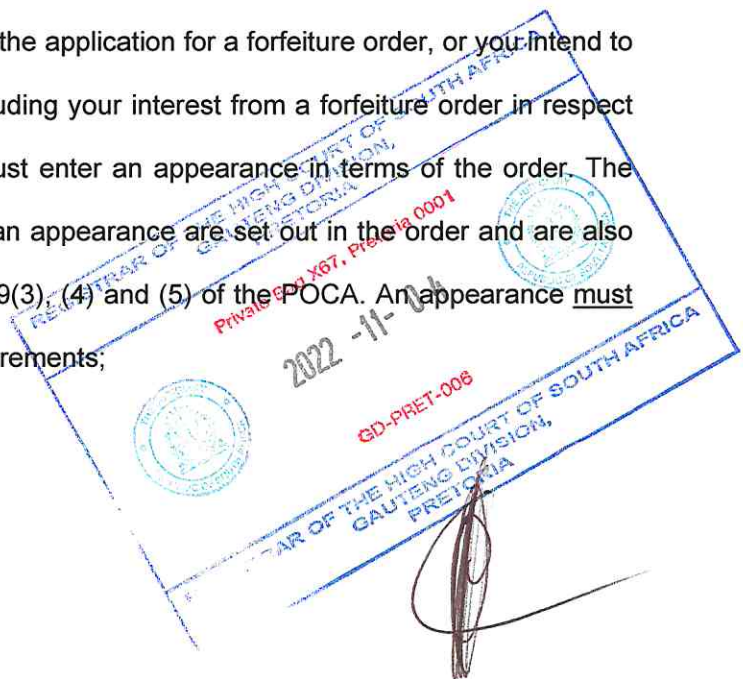 the application for a forfeiture order, or you intend to
uding your interest from a forfeiture order in respect
ust enter an appearance in terms of the order. The
an appearance are set out in the order and are also
9(3), (4) and (5) of the POCA. An appearance must
rements;
REGISTRAR OF THE HIGH COURT OF SOUTH AFRICA
GAUTENG DIVISION,
PRETORIA
Private Bag X67, Pretoria 0001
2022 -11- 04
GD-PRET-006
RAR OF THE HIGH COURT OF SOUTH AFRICA
GAUTENG DIVISION,
PRETORIA